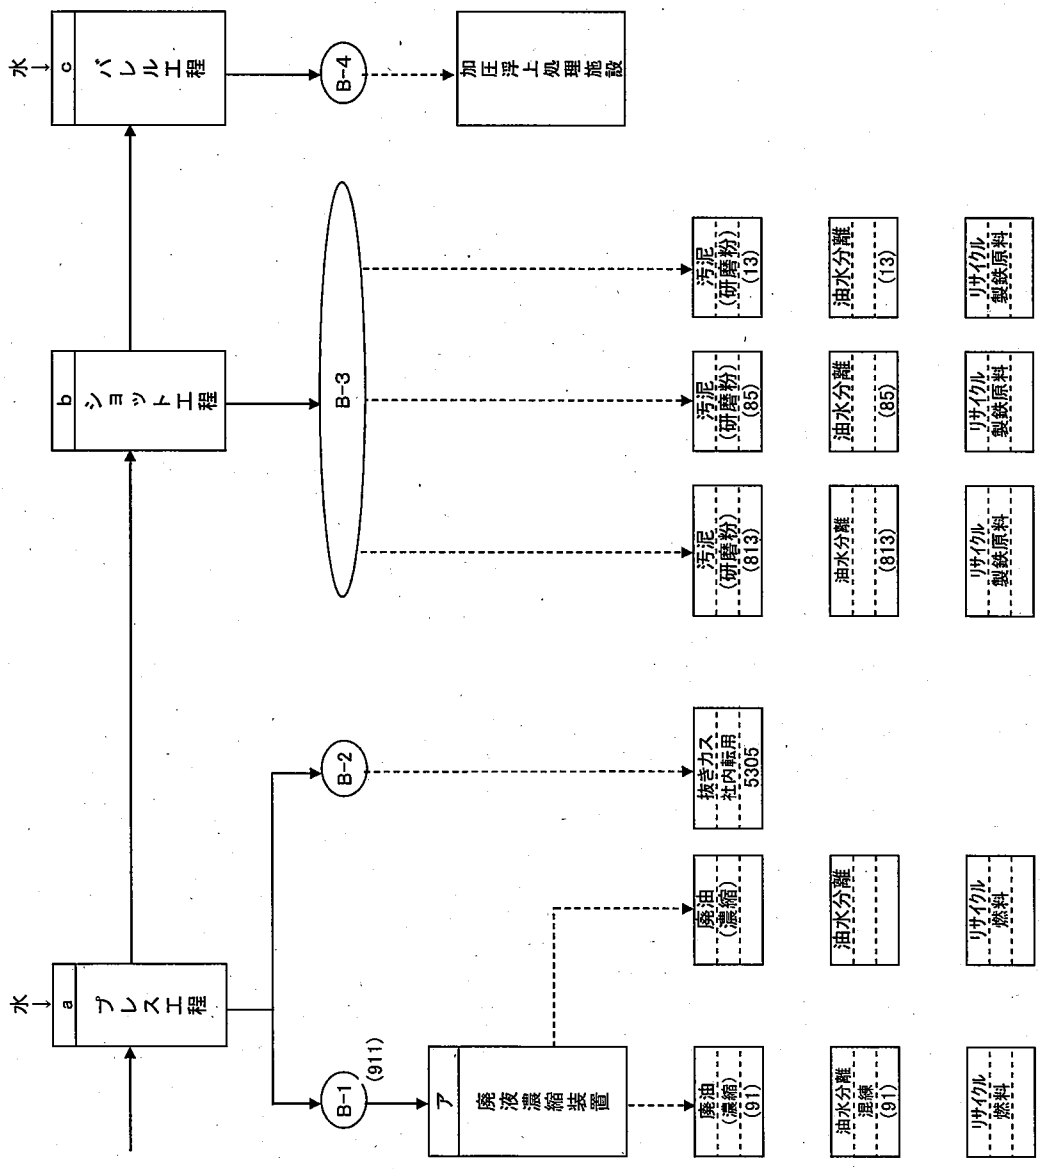 水
↓
a
プレス工程
b
ショット工程
水
↓
c
バレル工程
B-1
(911)
B-2
B-3
B-4
ア
廃液濃縮装置
加圧浮上処理施設
廃油
(濃縮)
(91)
廃油
(濃縮)
抜きカス
社内転用
5305
汚泥
(研磨粉)
(813)
汚泥
(研磨粉)
(85)
汚泥
(研磨粉)
(13)
油水分離
混練
(91)
油水分離
油水分離
(813)
油水分離
(85)
油水分離
(13)
リサイクル
燃料
リサイクル
燃料
リサイクル
製鉄原料
リサイクル
製鉄原料
リサイクル
製鉄原料